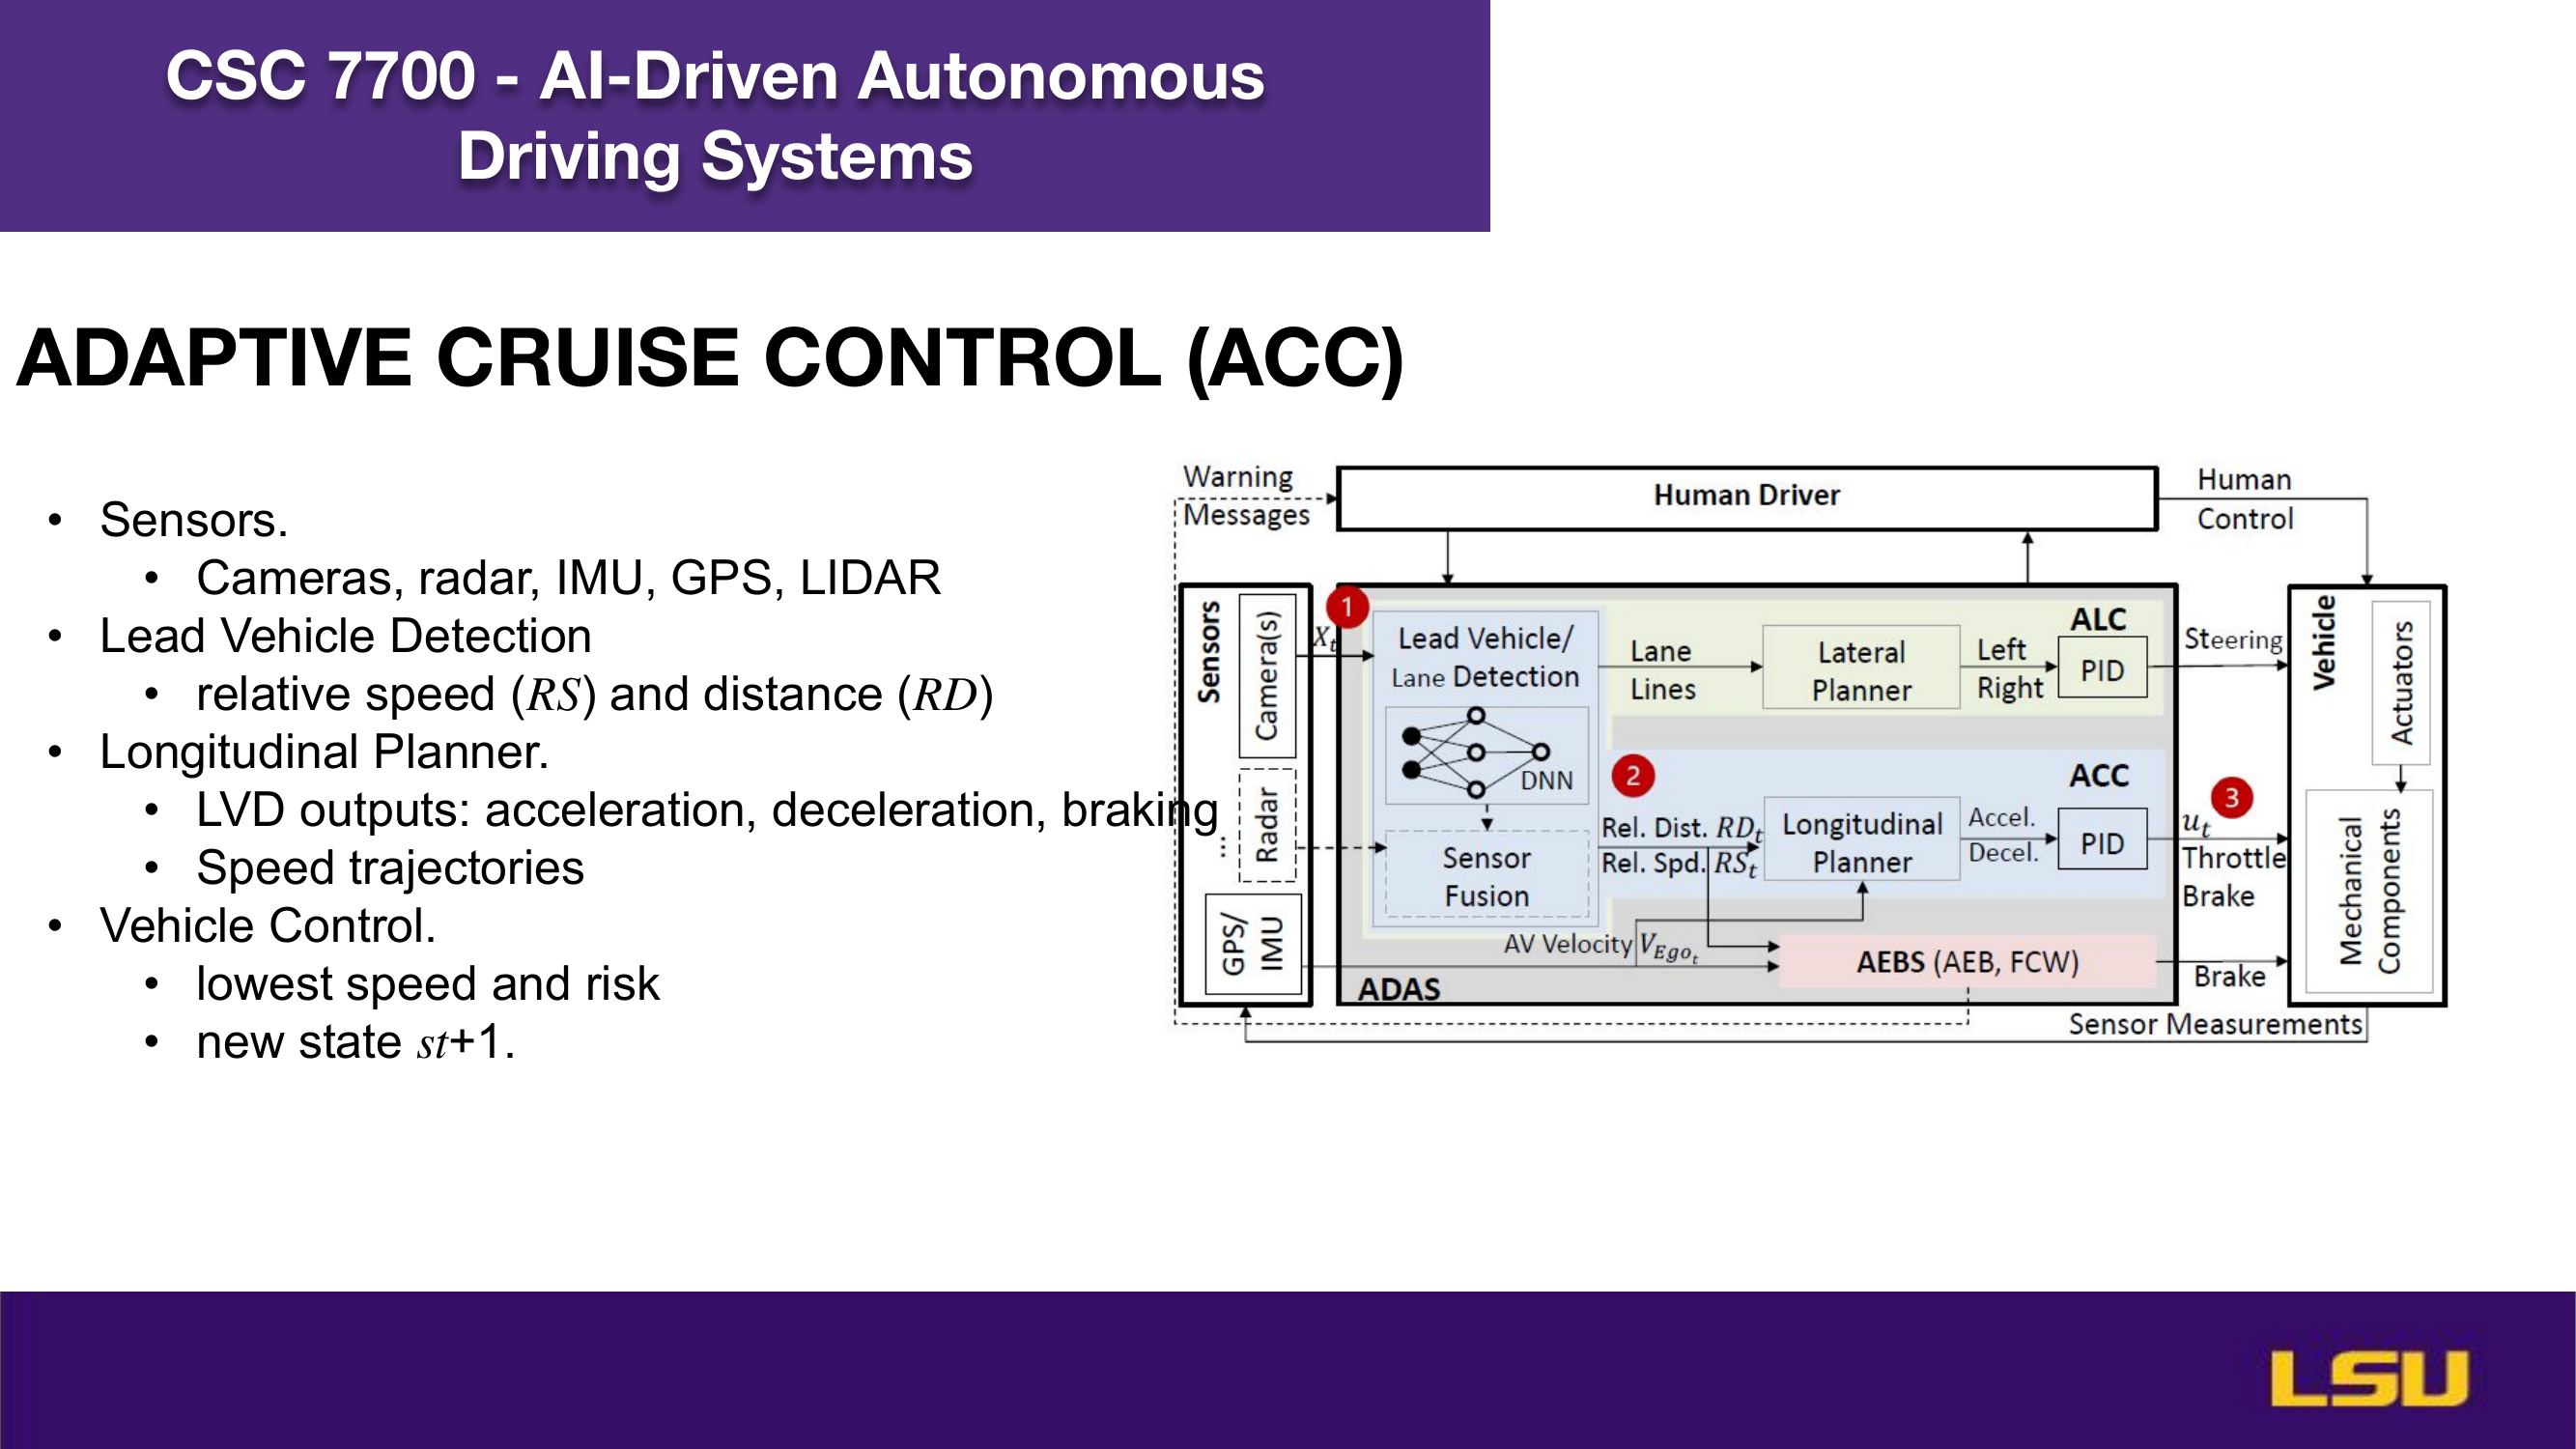 CSC 7700 - AI-Driven Autonomous
Driving Systems
ADAPTIVE CRUISE CONTROL (ACC)
• Sensors.
• Cameras, radar, IMU, GPS, LIDAR
• Lead Vehicle Detection
• relative speed (RS) and distance (RD)
• Longitudinal Planner.
• LVD outputs: acceleration, deceleration, braking
• Speed trajectories
• Vehicle Control.
• lowest speed and risk
• new state st+1.
Warning
Messages
Human Driver
Human
Control
Sensors
Camera(s)
...
Radar
GPS/
IMU
1
X_t
Lead Vehicle/
Lane Detection
DNN
Sensor
Fusion
Lane
Lines
Lateral
Planner
Left
Right
ALC
PID
Steering
2
ACC
Rel. Dist. RD_t
Rel. Spd. RS_t
Longitudinal
Planner
Accel.
Decel.
PID
3
u_t
Throttle
Brake
AV Velocity V_Ego_t
AEBS (AEB, FCW)
Brake
ADAS
Vehicle
Actuators
Mechanical
Components
Sensor Measurements
LSU